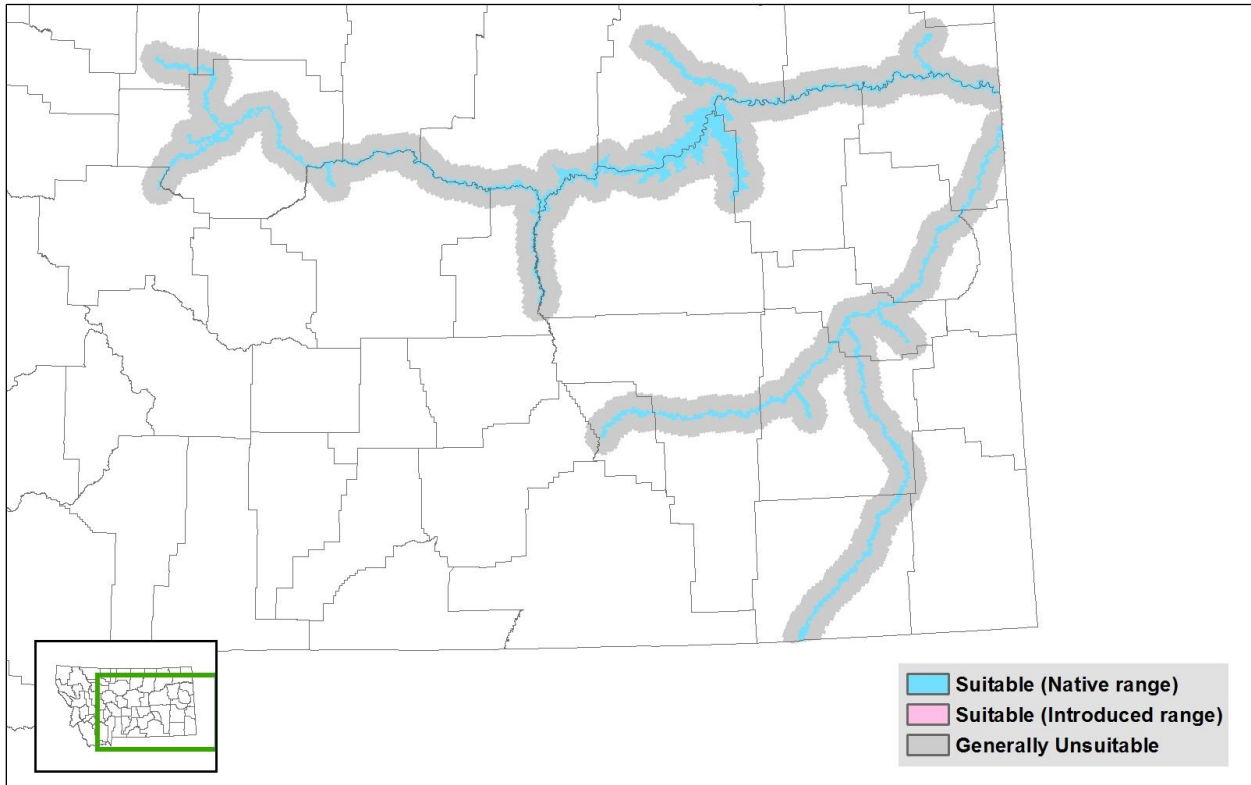 Suitable (Native range)
Suitable (Introduced range)
Generally Unsuitable